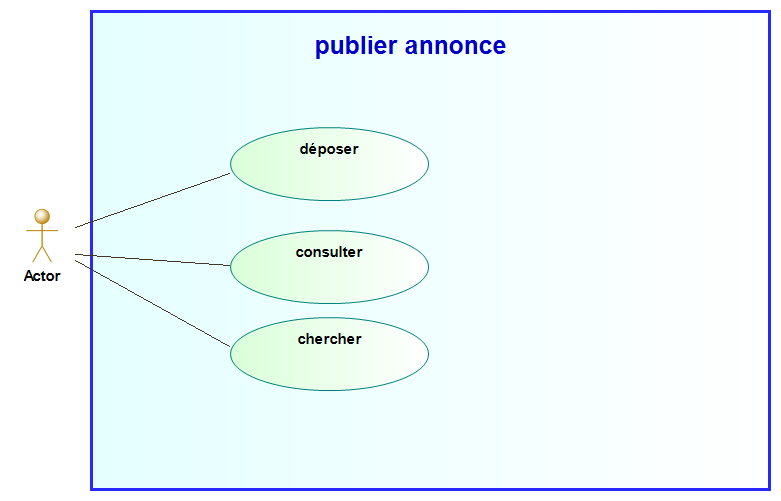 publier annonce
déposer
consulter
Actor
chercher